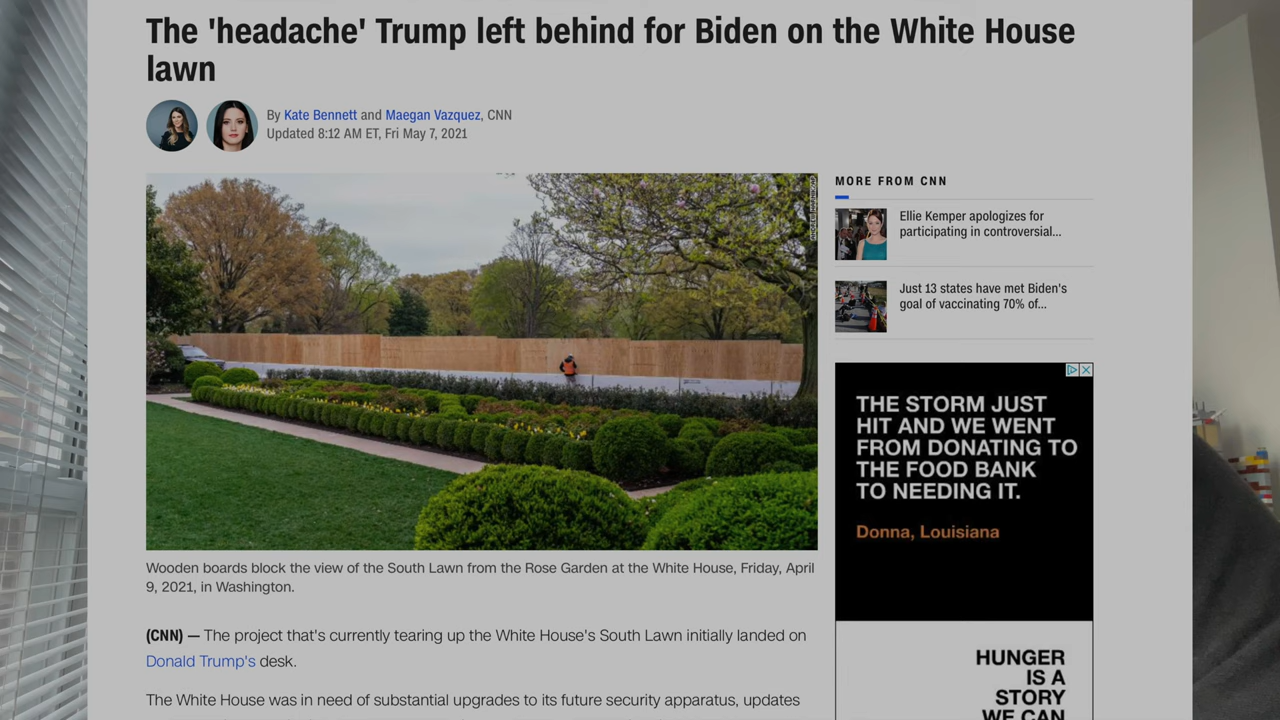 The 'headache' Trump left behind for Biden on the White House
lawn
By Kate Bennett and Maegan Vazquez, CNN
Updated 8:12 AM ET, Fri May 7, 2021
MORE FROM CNN
Ellie Kemper apologizes for
participating in controversial...
Just 13 states have met Biden's
goal of vaccinating 70% of...
THE STORM JUST
HIT AND WE WENT
FROM DONATING TO
THE FOOD BANK
TO NEEDING IT.
Donna, Louisiana
HUNGER
IS A
STORY
WE CAN
Wooden boards block the view of the South Lawn from the Rose Garden at the White House, Friday, April
9, 2021, in Washington.
(CNN) — The project that's currently tearing up the White House's South Lawn initially landed on
Donald Trump's desk.
The White House was in need of substantial upgrades to its future security apparatus, updates